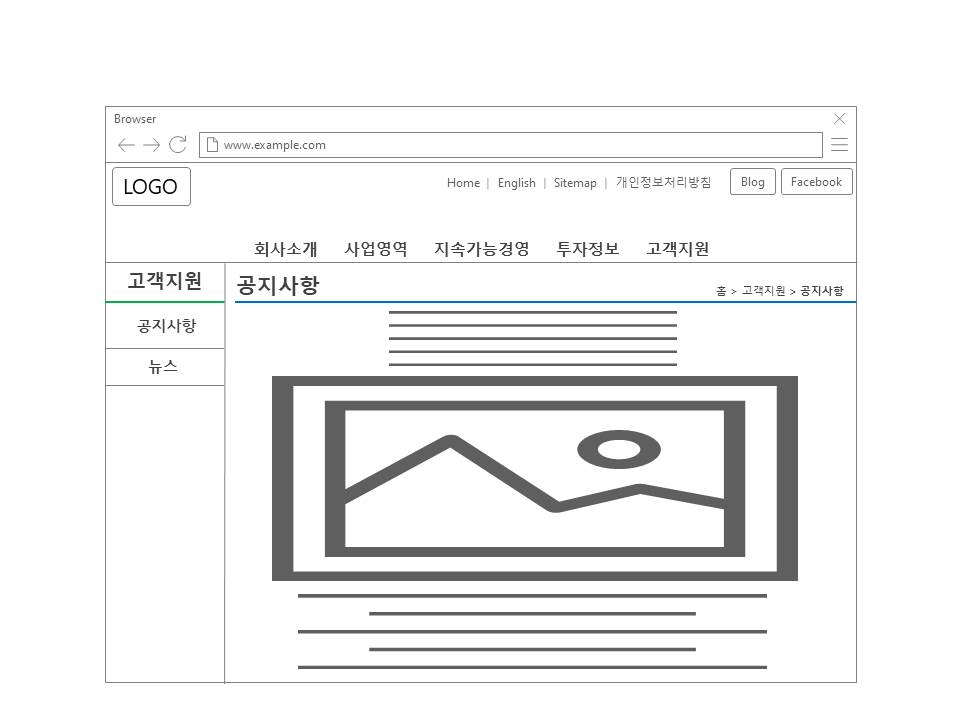 Browser
www.example.com
LOGO
Home | English | Sitemap | 개인정보처리방침
Blog
Facebook
회사소개 사업영역 지속가능경영 투자정보 고객지원
고객지원
공지사항
뉴스
공지사항
홈 > 고객지원 > 공지사항